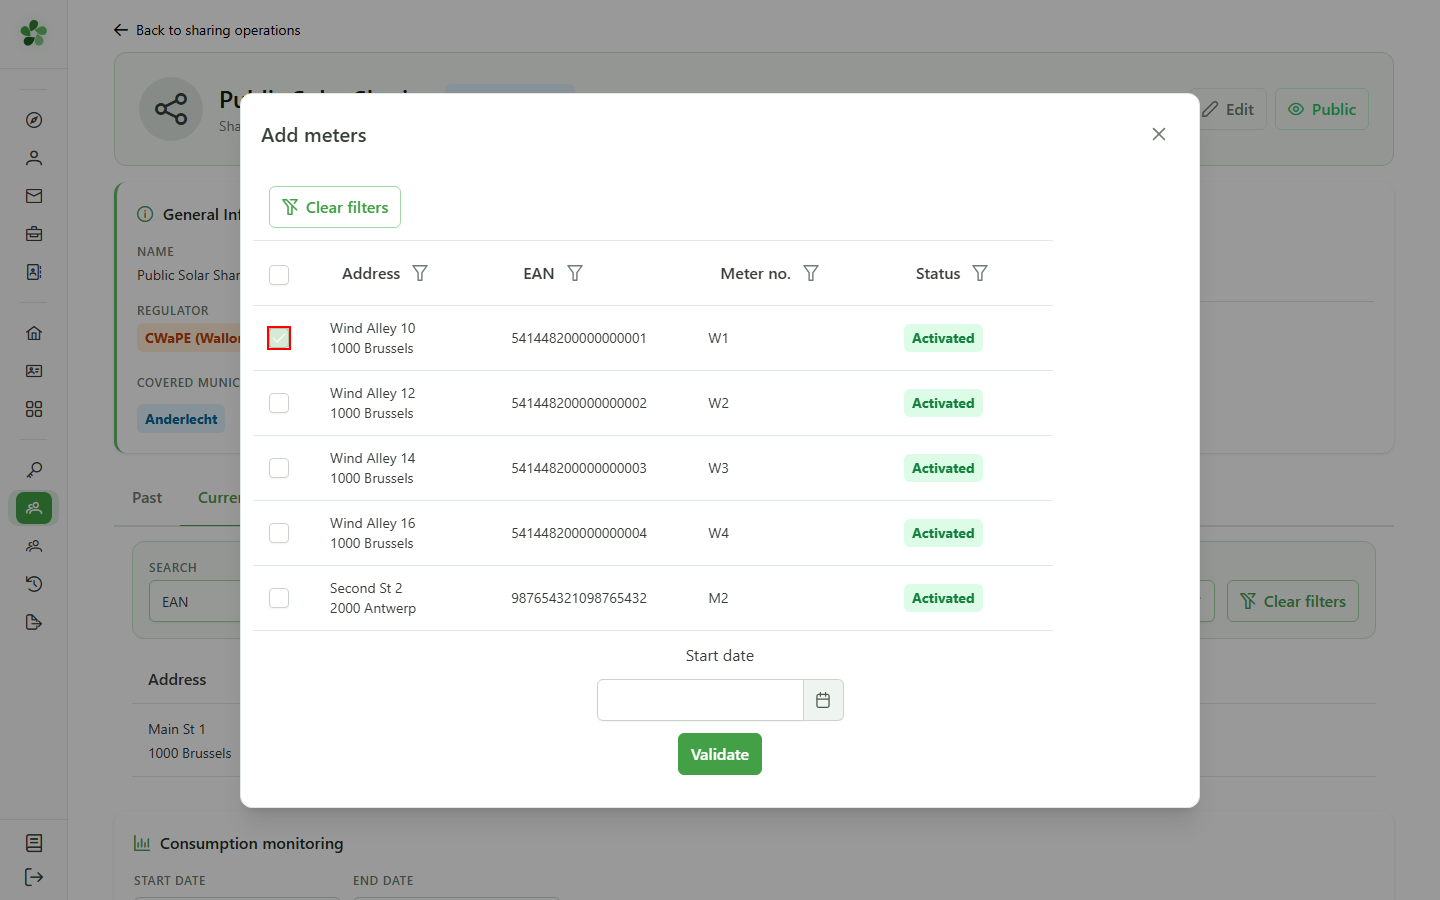 Back to sharing operations
Edit
Public
Add meters
Clear filters
Address
EAN
Meter no.
Status
Wind Alley 10
1000 Brussels
541448200000000001
W1
Activated
Wind Alley 12
1000 Brussels
541448200000000002
W2
Activated
Wind Alley 14
1000 Brussels
541448200000000003
W3
Activated
Wind Alley 16
1000 Brussels
541448200000000004
W4
Activated
Second St 2
2000 Antwerp
987654321098765432
M2
Activated
Start date
Validate
General
NAME
Public Solar
REGULATOR
CWaPE
COVERED
Anderlecht
Past
SEARCH
EAN
Clear filters
Address
Main St 1
1000 Brussels
Consumption monitoring
START DATE
END DATE